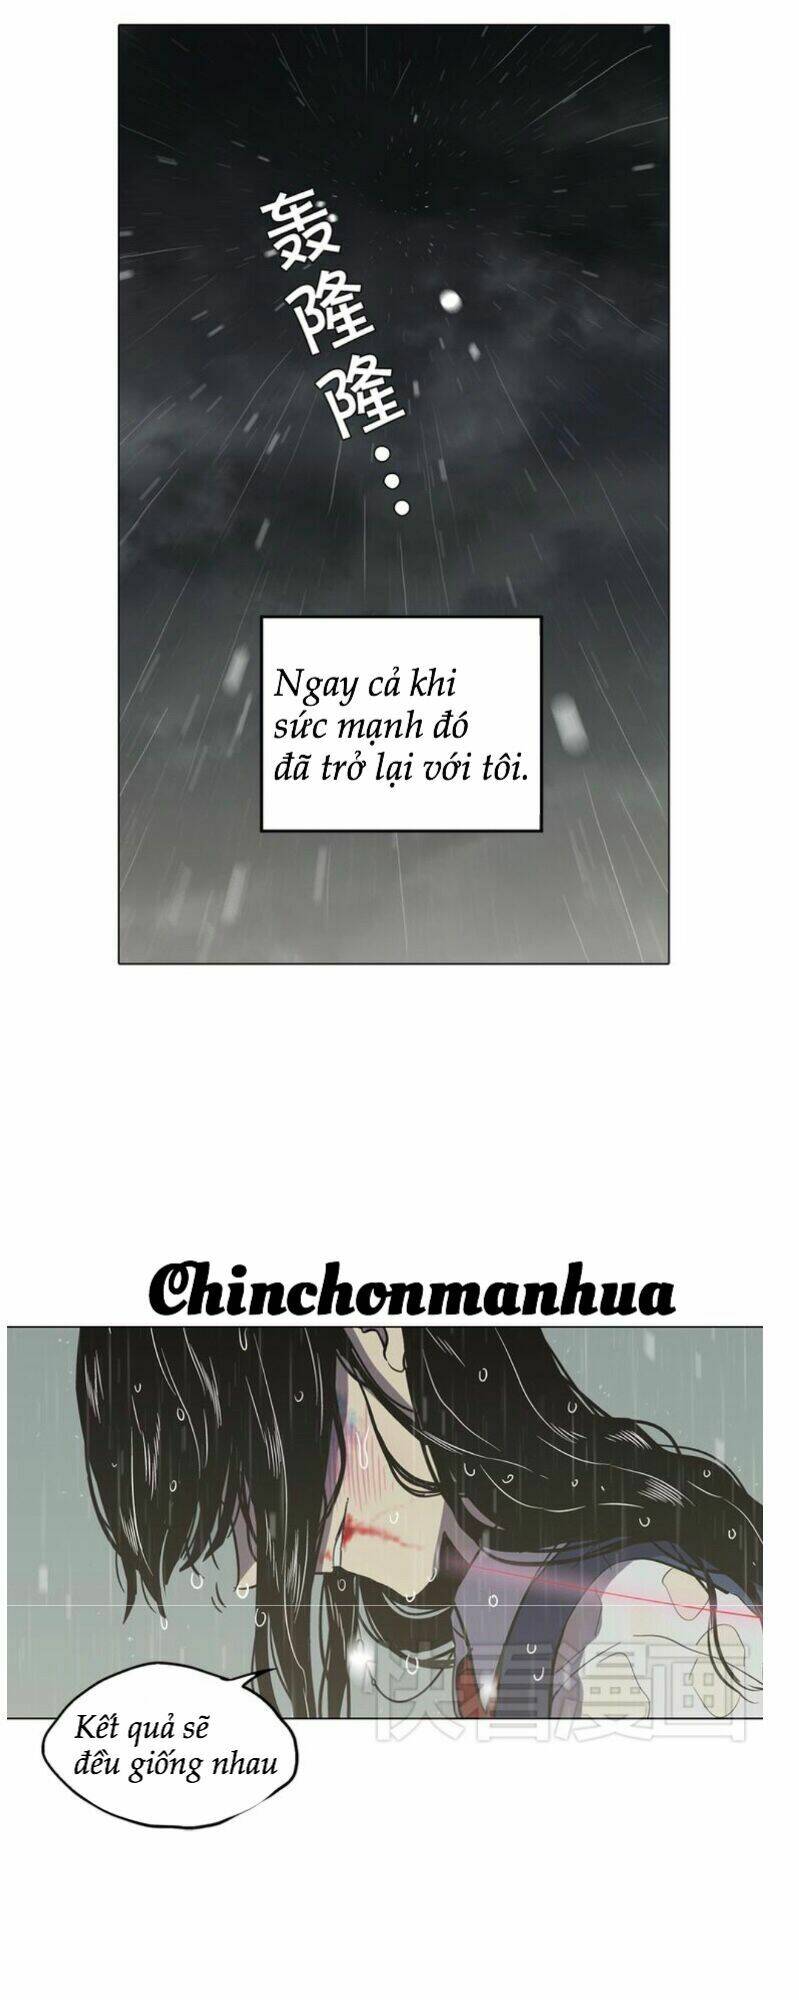 轰隆隆...
Ngay cả khi
sức mạnh đó
đã trở lại với tôi.
Chinchonmanhua
快看漫画
Kết quả sẽ
đều giống nhau